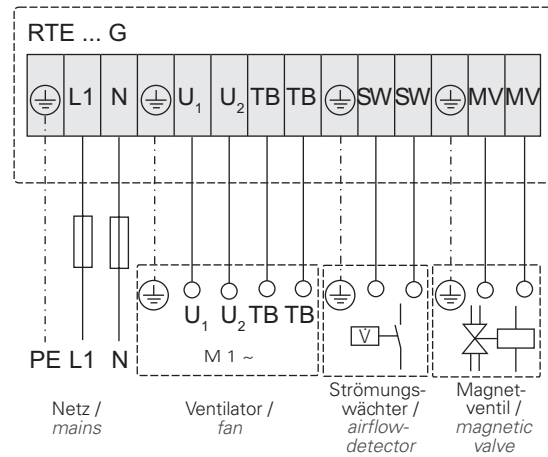 RTE ... G
L1 N U1 U2 TB TB SW SW MV MV
U1 U2 TB TB
V̇
M 1 ~
PE L1 N
Netz /
mains
Ventilator /
fan
Strömungs-
wächter /
airflow-
detector
Magnet-
ventil /
magnetic
valve